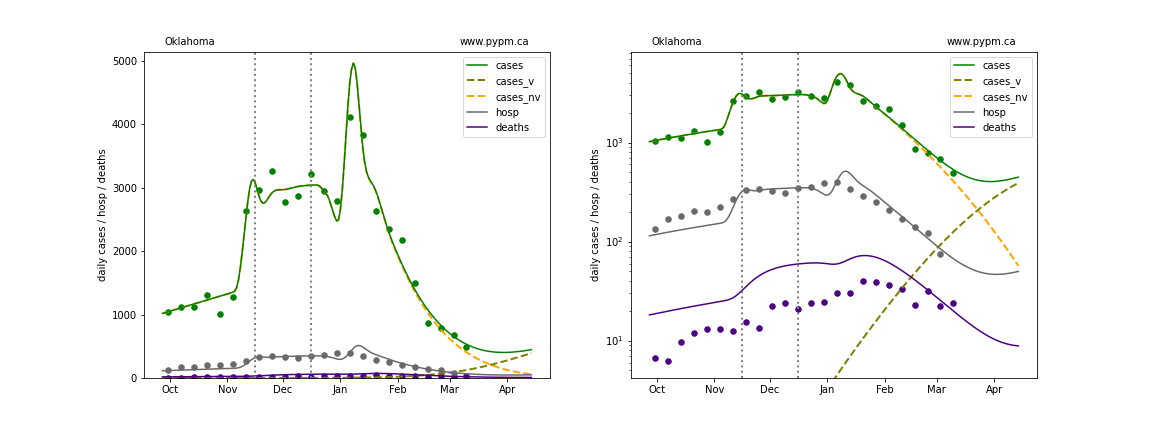 Oklahoma www.pypm.ca
cases
cases_v
cases_nv
hosp
deaths
daily cases / hosp / deaths
5000
4000
3000
2000
1000
0
Oct Nov Dec Jan Feb Mar Apr
Oklahoma www.pypm.ca
cases
cases_v
cases_nv
hosp
deaths
daily cases / hosp / deaths
10³
10²
10¹
Oct Nov Dec Jan Feb Mar Apr